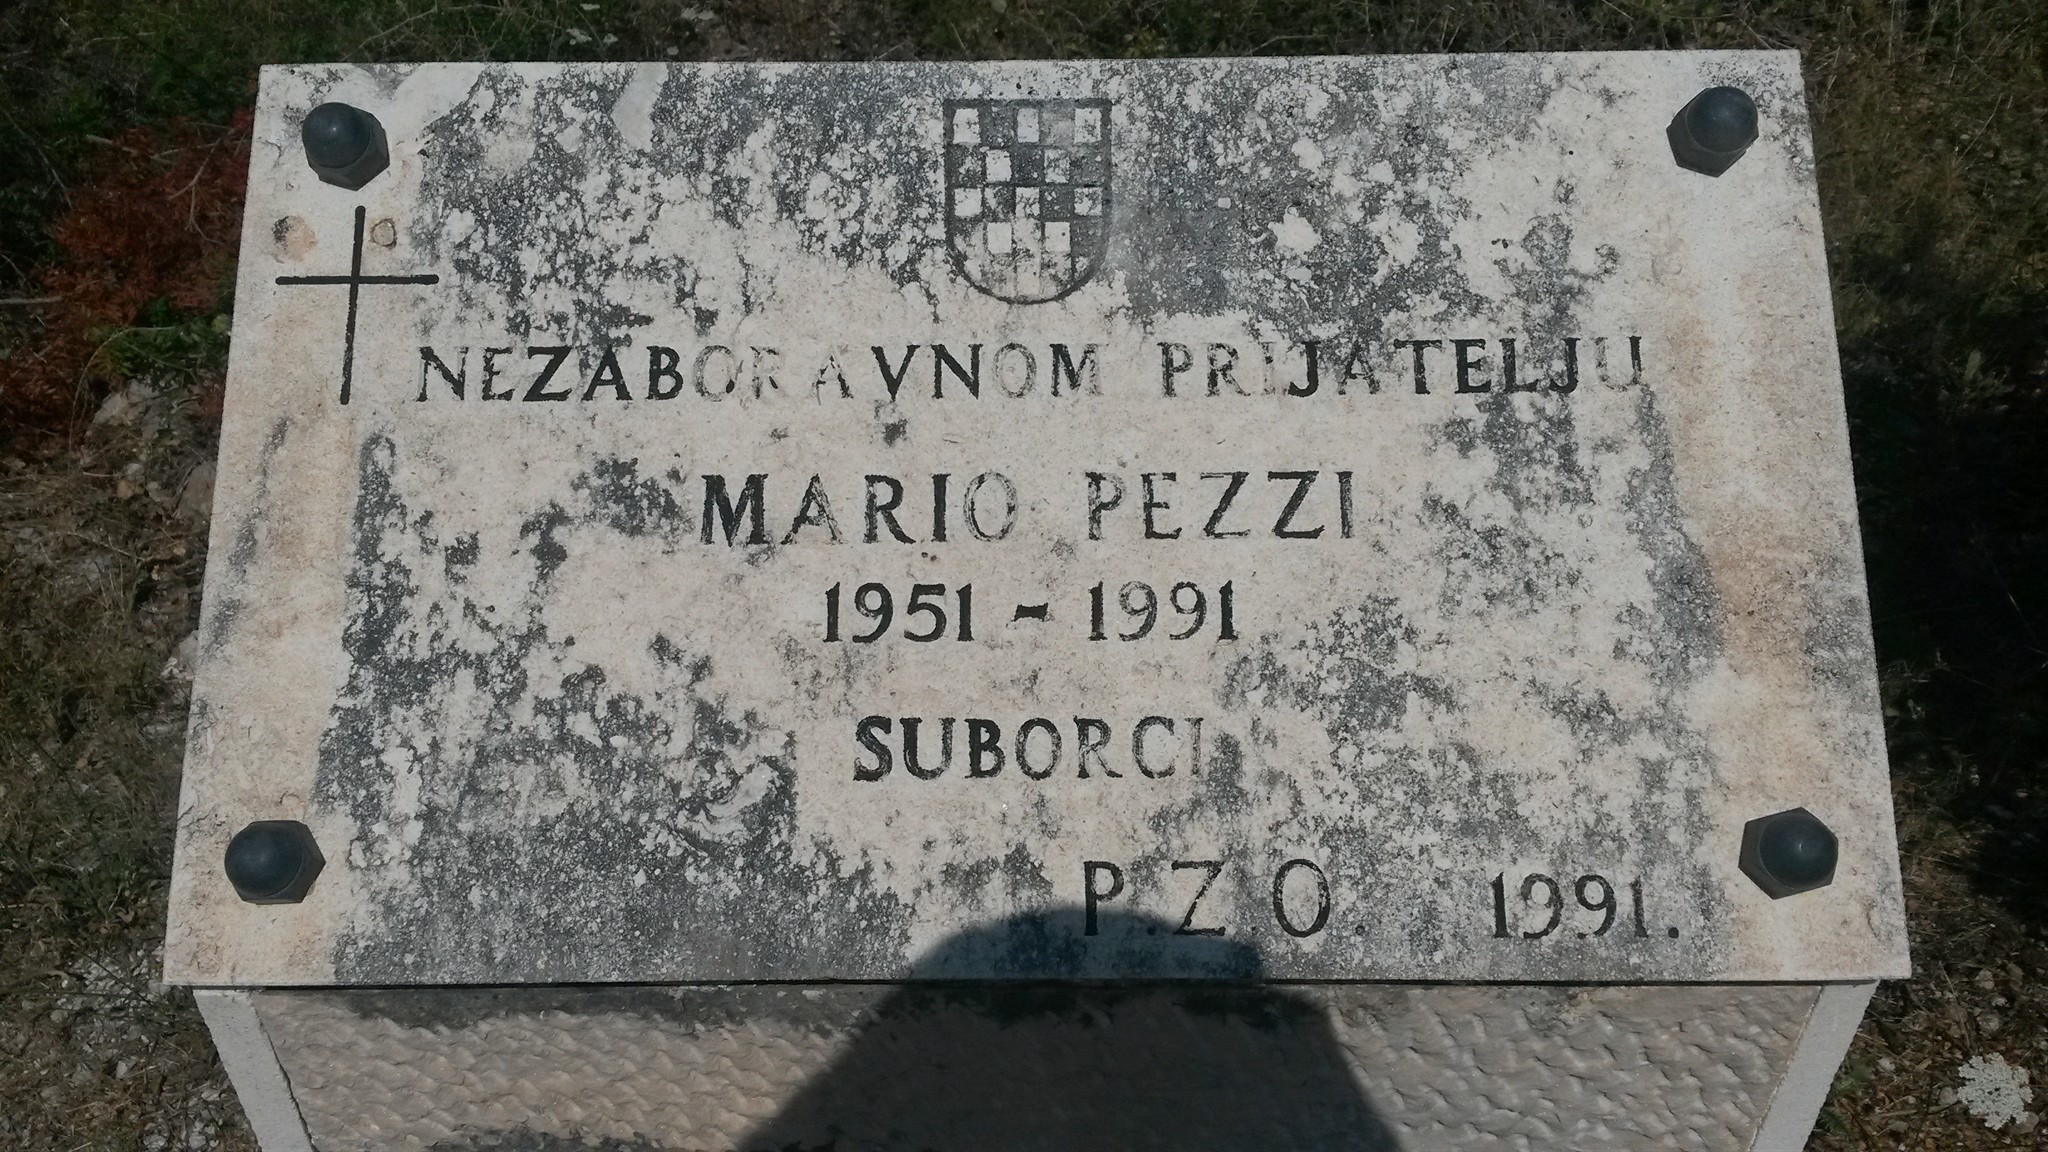 NEZABORAVNOM PRIJATELJU
MARIO PEZZI
1951 - 1991
SUBORCI
P.Z.O. 1991.